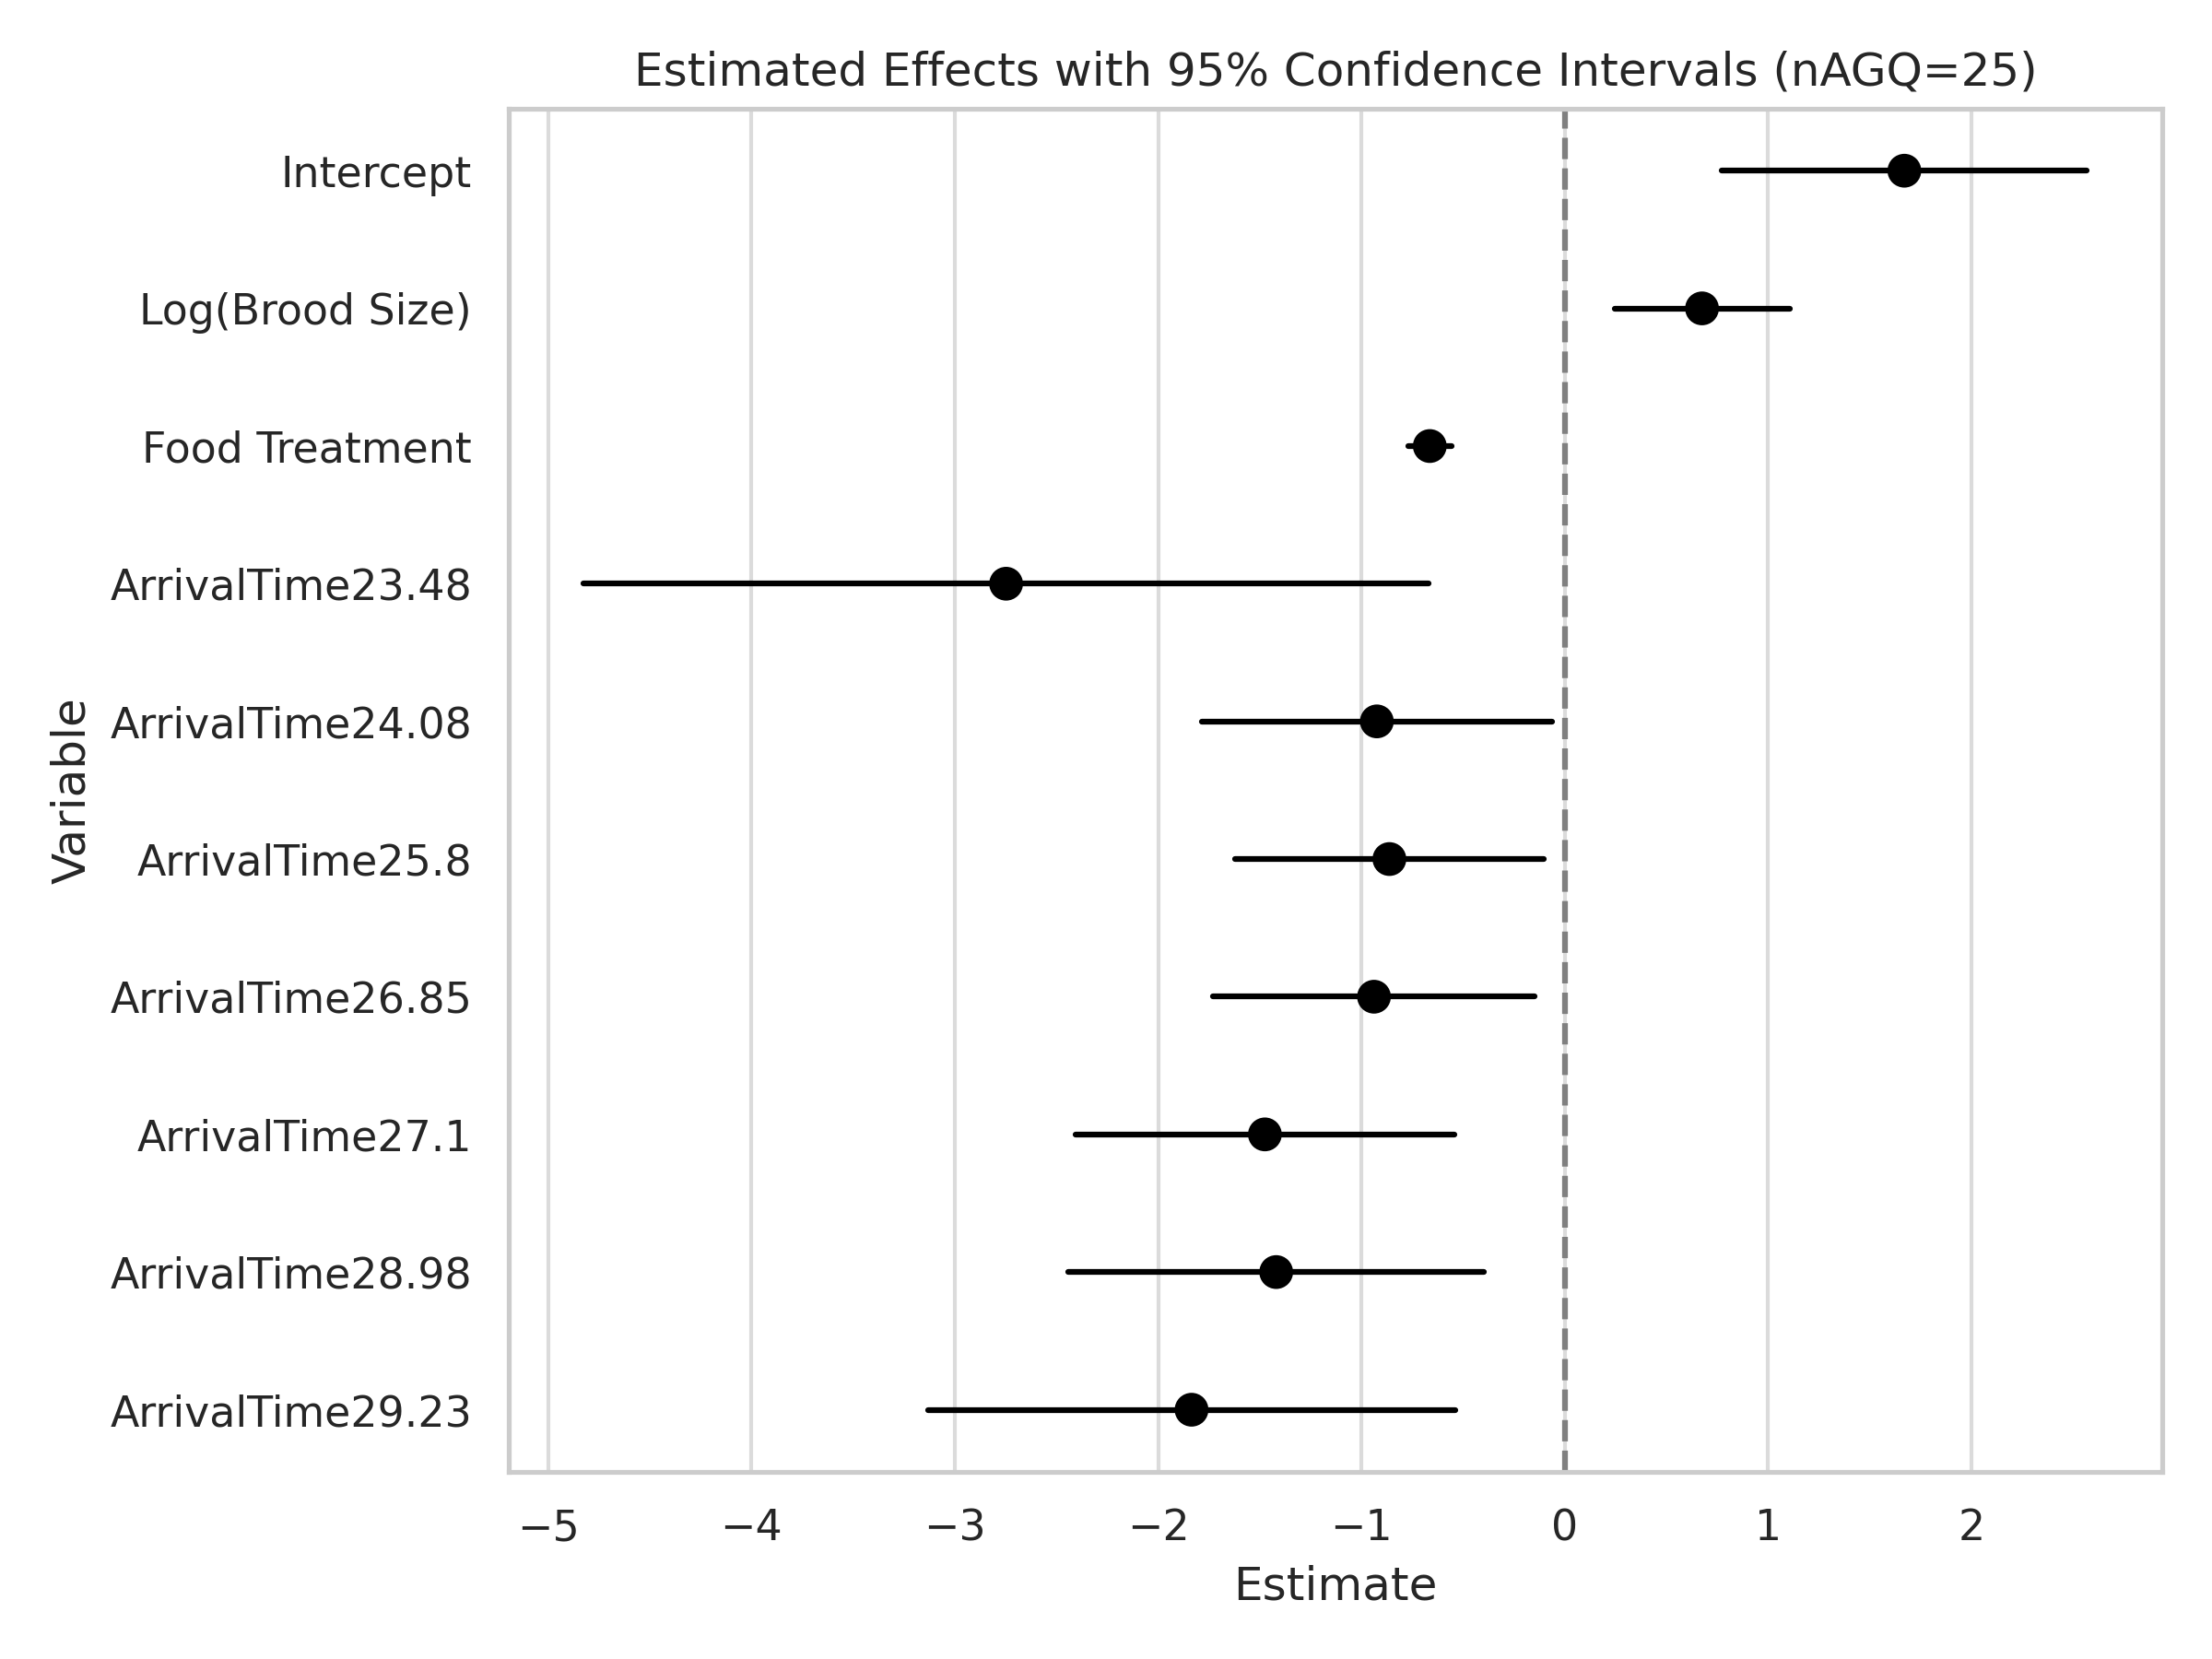 Estimated Effects with 95% Confidence Intervals (nAGQ=25)
Intercept
Log(Brood Size)
Food Treatment
ArrivalTime23.48
ArrivalTime24.08
ArrivalTime25.8
ArrivalTime26.85
ArrivalTime27.1
ArrivalTime28.98
ArrivalTime29.23
Variable
−5 −4 −3 −2 −1 0 1 2
Estimate